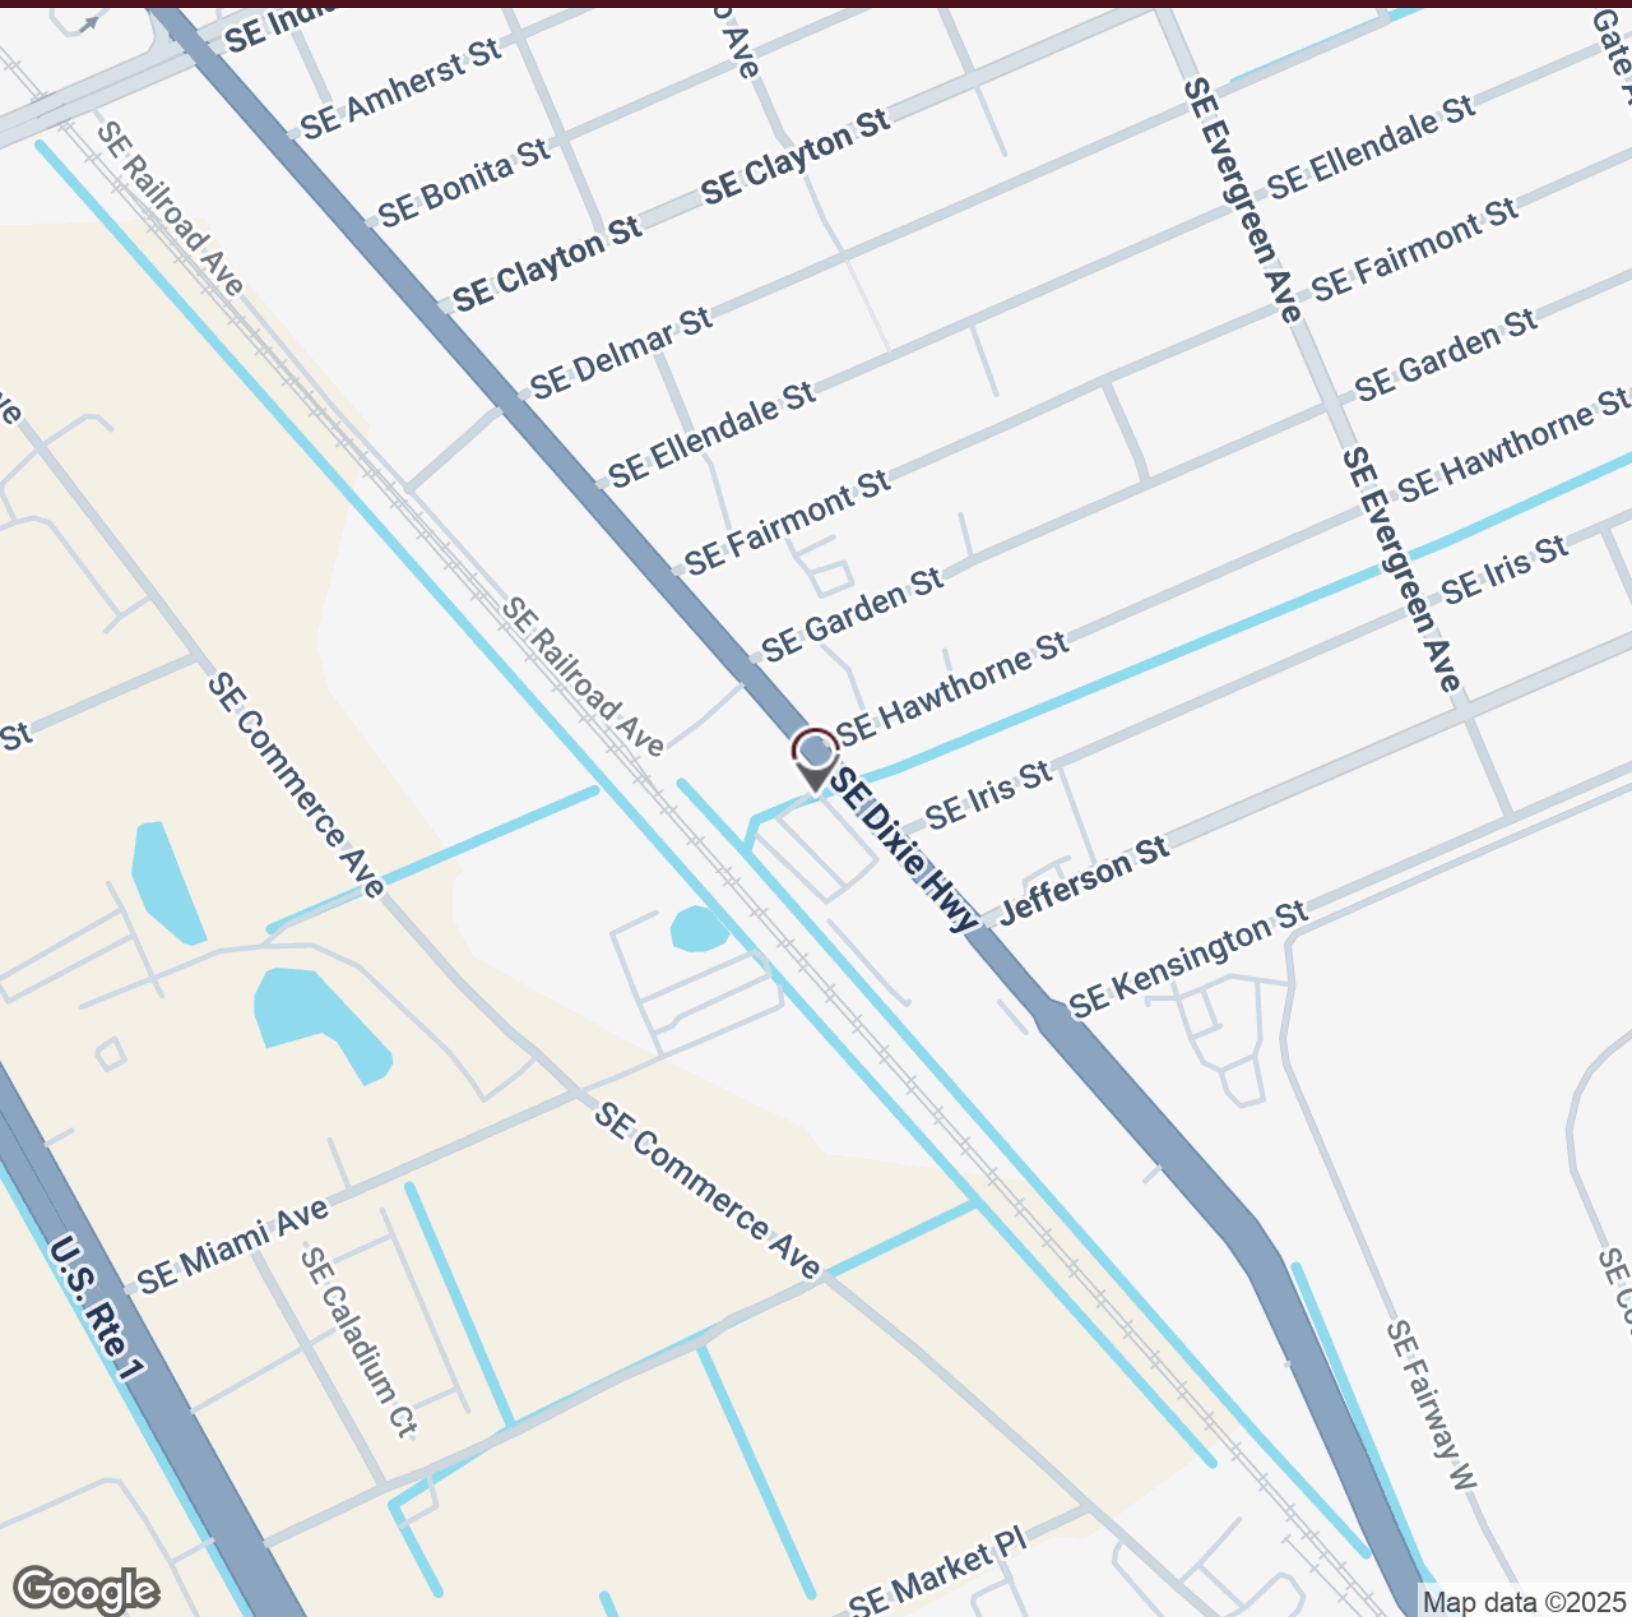 SE Amherst St
SE Railroad Ave
SE Bonita St
SE Clayton St
SE Clayton St
SE Evergreen Ave
SE Ellendale St
SE Fairmont St
SE Delmar St
SE Garden St
SE Ellendale St
SE Hawthorne St
SE Fairmont St
SE Evergreen Ave
SE Iris St
SE Garden St
SE Railroad Ave
SE Hawthorne St
St
SE Commerce Ave
SE Iris St
SE Dixie Hwy
Jefferson St
SE Kensington St
SE Commerce Ave
SE Miami Ave
U.S. Rte 1
SE Caladium Ct
SE Fairway W
SE Market Pl
Google
Map data ©2025